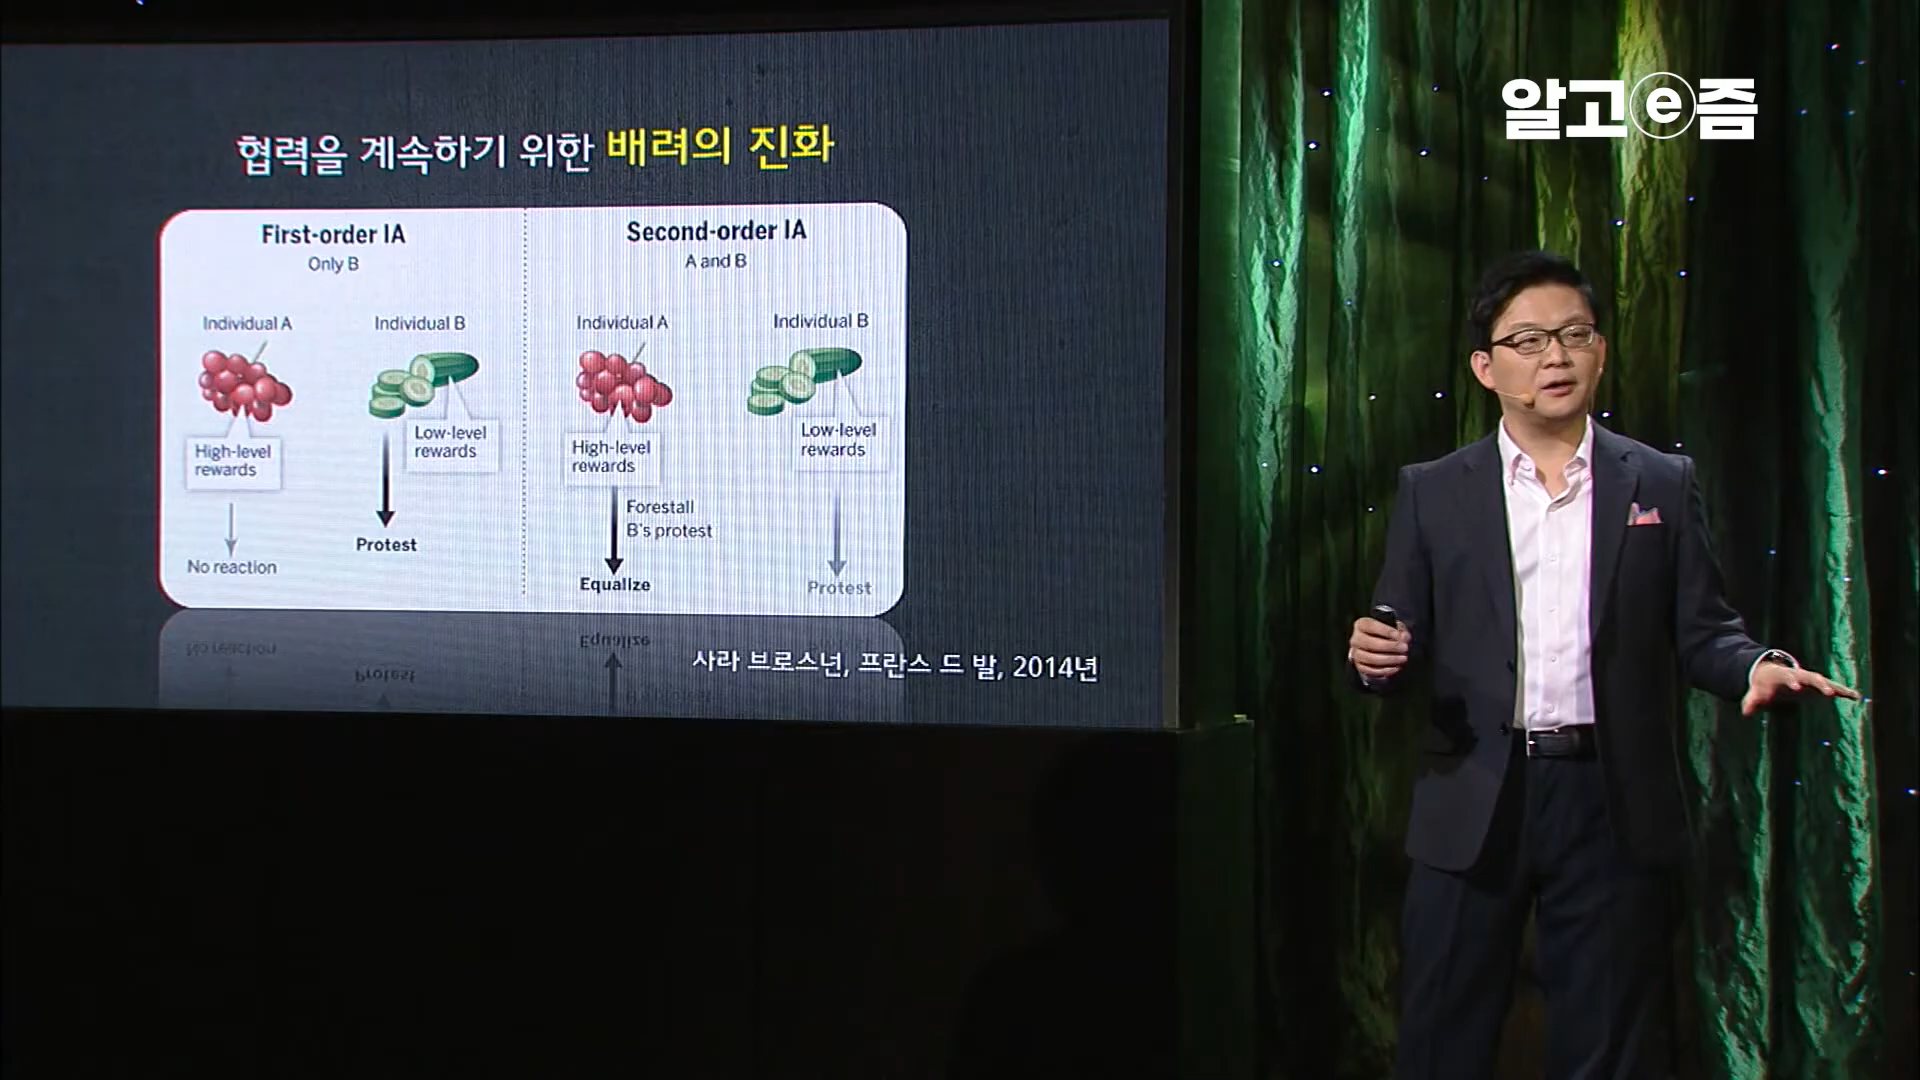 알고e즘
협력을 계속하기 위한 배려의 진화
First-order IA
Only B
Individual A
Individual B
High-level
rewards
Low-level
rewards
No reaction
Protest
Second-order IA
A and B
Individual A
Individual B
High-level
rewards
Low-level
rewards
Forestall
B's protest
Equalize
Protest
사라 브로스넌, 프란스 드 발, 2014년